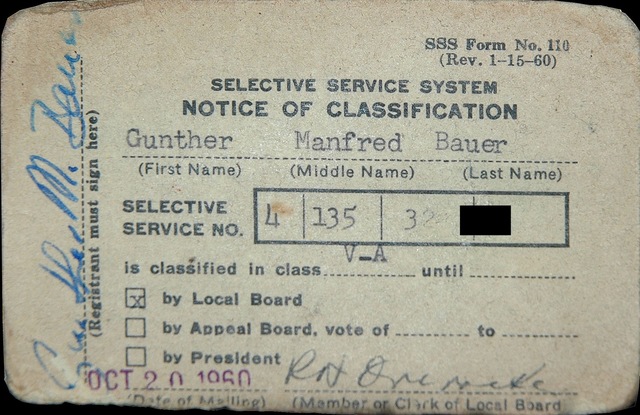 SSS Form No. 110
(Rev. 1-15-60)
SELECTIVE SERVICE SYSTEM
NOTICE OF CLASSIFICATION
Gunther Manfred Bauer
(First Name) (Middle Name) (Last Name)
SELECTIVE
SERVICE NO. 4 135 32
V-A
is classified in class until
☒ by Local Board
☐ by Appeal Board, vote of to
☐ by President
OCT 20 1960
(Date of Mailing) (Member or Clerk of Local Board)
Gunther M. Bauer
(Registrant must sign here)